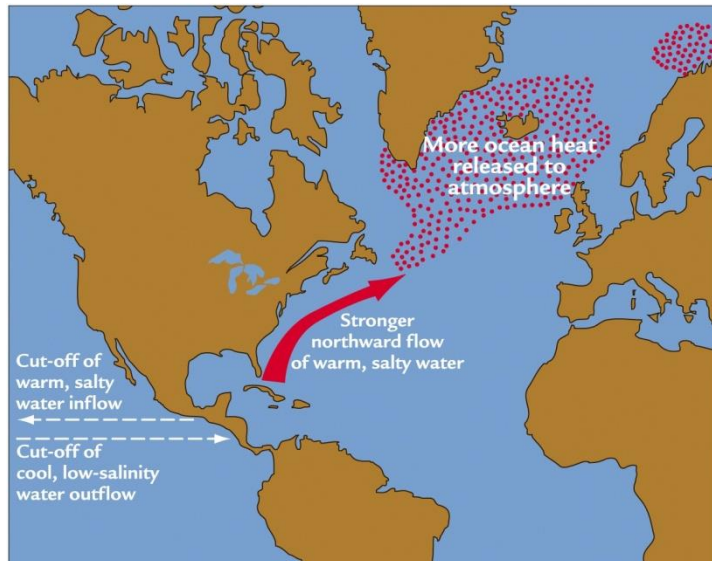 More ocean heat
released to
atmosphere
Stronger
northward flow
of warm, salty water
Cut-off of
warm, salty
water inflow
Cut-off of
cool, low-salinity
water outflow